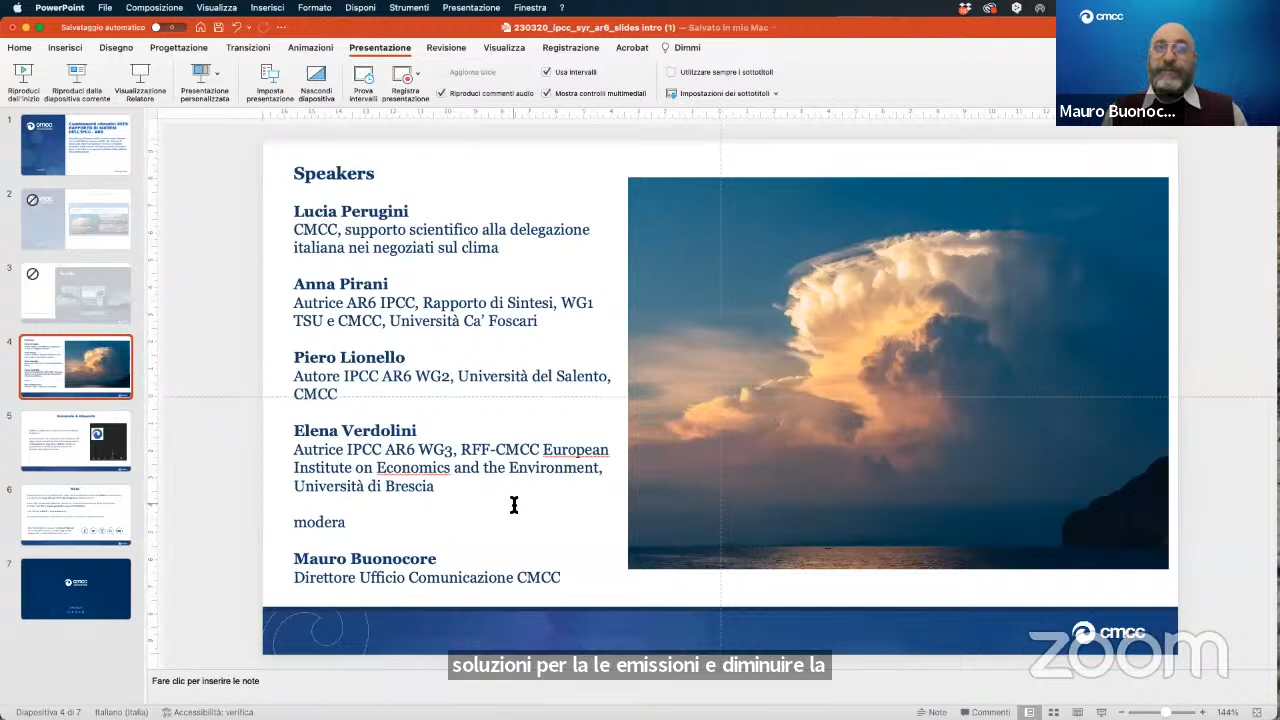 PowerPoint File Modifica Composizione Visualizza Inserisci Formato Disponi Strumenti Presentazione Finestra ?
Salvataggio automatico 230320_ipcc_syr_ar6_slides intro (1) — Salvato in mio Mac
Home Inserisci Disegno Progettazione Transizioni Animazioni Presentazione Revisione Visualizza Registrazione Acrobat Dimmi
Riproduci dall'inizio
Riproduci dalla diapositiva corrente
Visualizzazione Relatore
Presentazione personalizzata
Imposta presentazione
Nascondi diapositiva
Prova intervalli
Registra presentazione
Aggiorna slide
Riproduci commenti audio
Usa intervalli
Mostra controlli multimediali
Utilizzare sempre i sottotitoli
Impostazioni dei sottotitoli
cmcc
Mauro Buonoc...
1
2
3
4
5
6
7
Speakers
Lucia Perugini
CMCC, supporto scientifico alla delegazione
italiana nei negoziati sul clima
Anna Pirani
Autrice AR6 IPCC, Rapporto di Sintesi, WG1
TSU e CMCC, Università Ca’ Foscari
Piero Lionello
Autore IPCC AR6 WG2, Università del Salento,
CMCC
Elena Verdolini
Autrice IPCC AR6 WG3, RFF-CMCC European
Institute on Economics and the Environment,
Università di Brescia
modera
Mauro Buonocore
Direttore Ufficio Comunicazione CMCC
cmcc
zoom
soluzioni per la le emissioni e diminuire la
Fare clic per inserire le note
Diapositiva 4 di 7 Italiano (Italia) Accessibilità: verifica Note Commenti 144%